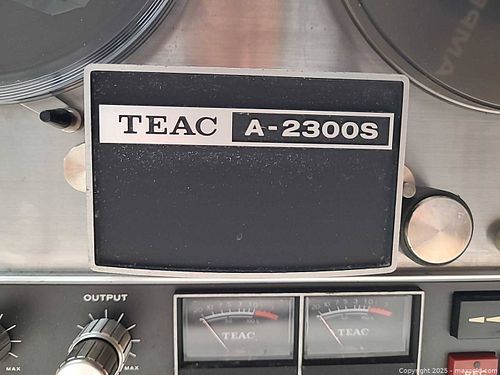 TEAC A-2300S
OUTPUT
MAX
MAX
TEAC
TEAC
Copyright 2025 - maxsold.com